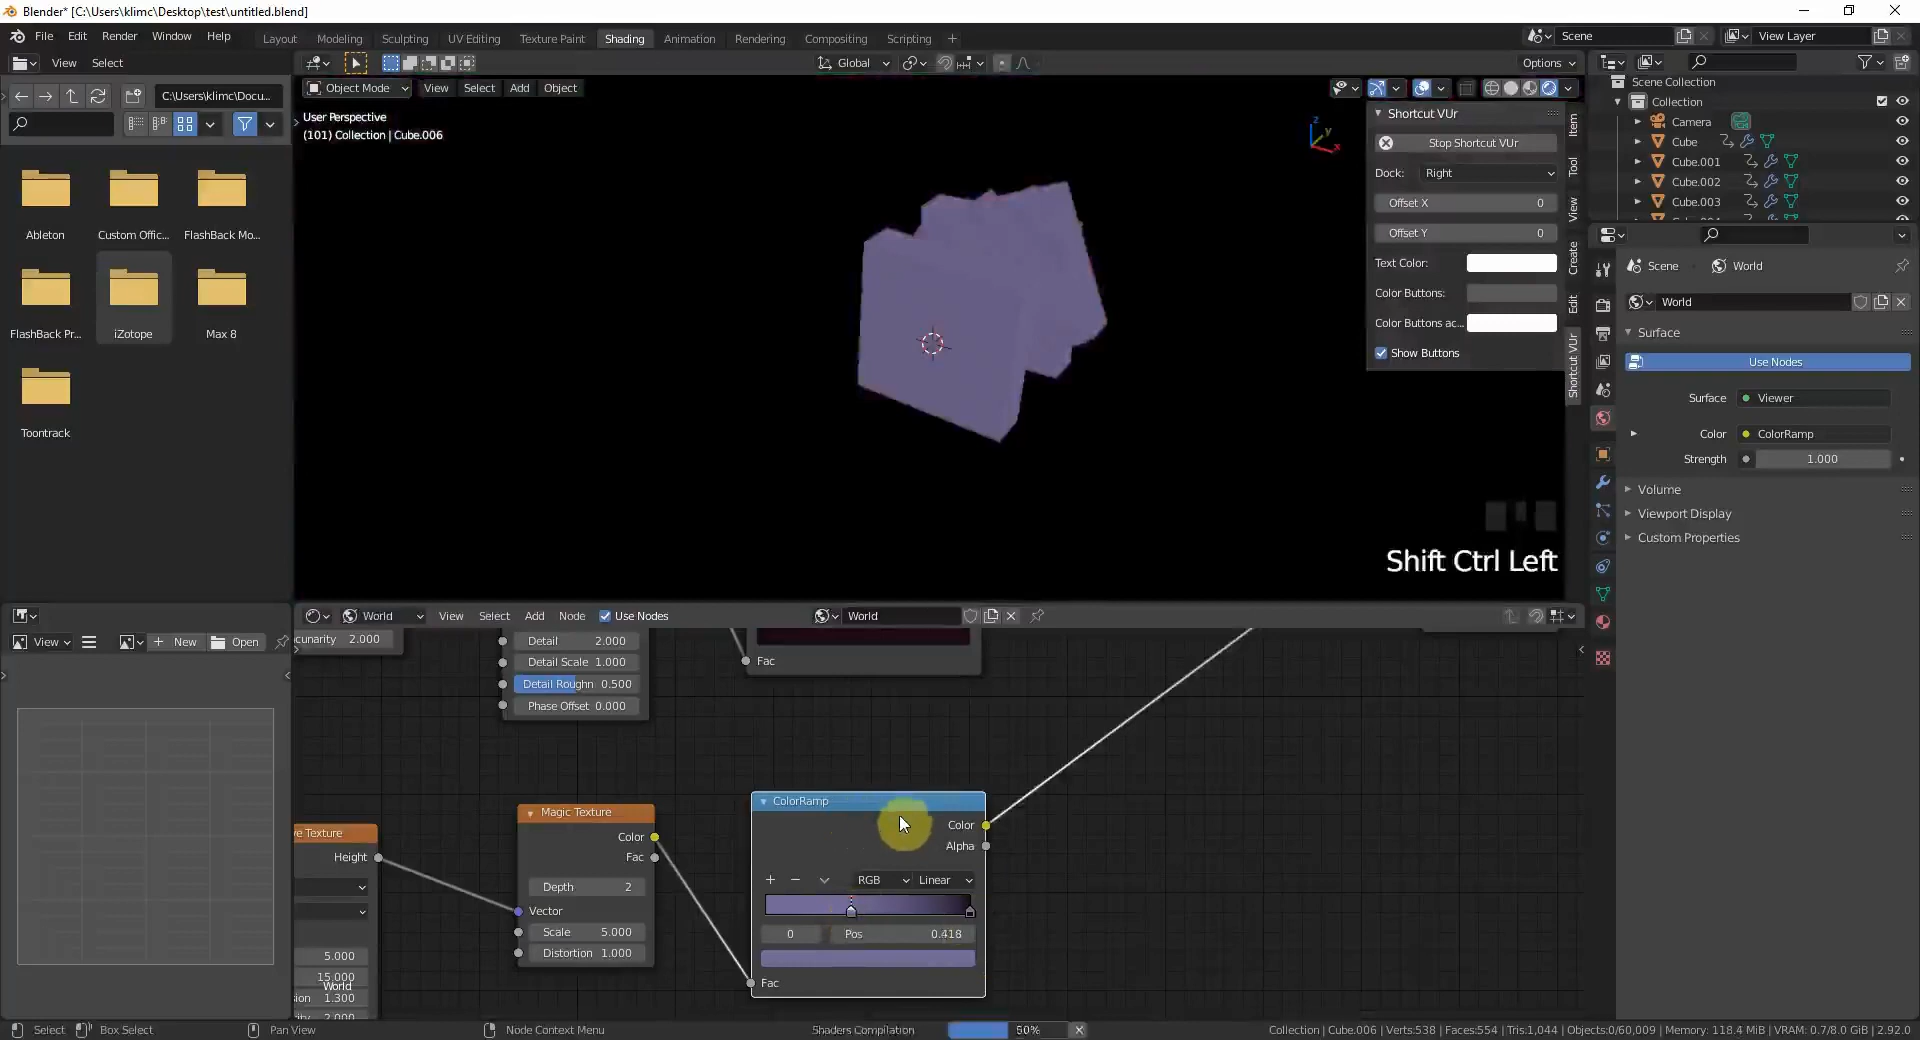 Blender* [C:\Users\klimc\Desktop\test\untitled.blend]
File Edit Render Window Help
Layout Modeling Sculpting UV Editing Texture Paint Shading Animation Rendering Compositing Scripting
Scene
View Layer
View Select
Global
Options
C:\Users\klimc\Docu...
Object Mode View Select Add Object
User Perspective
(101) Collection | Cube.006
Ableton
Custom Offic...
FlashBack Mo...
FlashBack Pr...
iZotope
Max 8
Toontrack
Shortcut VUr
Stop Shortcut VUr
Dock: Right
Offset X 0
Offset Y 0
Text Color:
Color Buttons:
Color Buttons ac...
Show Buttons
Item
Tool
View
Create
Edit
Shortcut VUr
z
y
x
Shift Ctrl Left
Scene Collection
Collection
Camera
Cube
Cube.001
Cube.002
Cube.003
Scene World
World
Surface
Use Nodes
Surface Viewer
Color ColorRamp
Strength 1.000
Volume
Viewport Display
Custom Properties
View New Open
World View Select Add Node Use Nodes World
cunarity 2.000
Detail 2.000
Detail Scale 1.000
Detail Roughn 0.500
Phase Offset 0.000
Fac
ve Texture
Height
5.000
15.000
World
sion 1.300
Magic Texture
Color
Fac
Depth 2
Vector
Scale 5.000
Distortion 1.000
ColorRamp
Color
Alpha
RGB Linear
0 Pos 0.418
Fac
Select Box Select Pan View Node Context Menu Shaders Compilation 50% Collection | Cube.006 | Verts:538 | Faces:554 | Tris:1,044 | Objects:0/60,009 | Memory: 118.4 MiB | VRAM: 0.7/8.0 GiB | 2.92.0